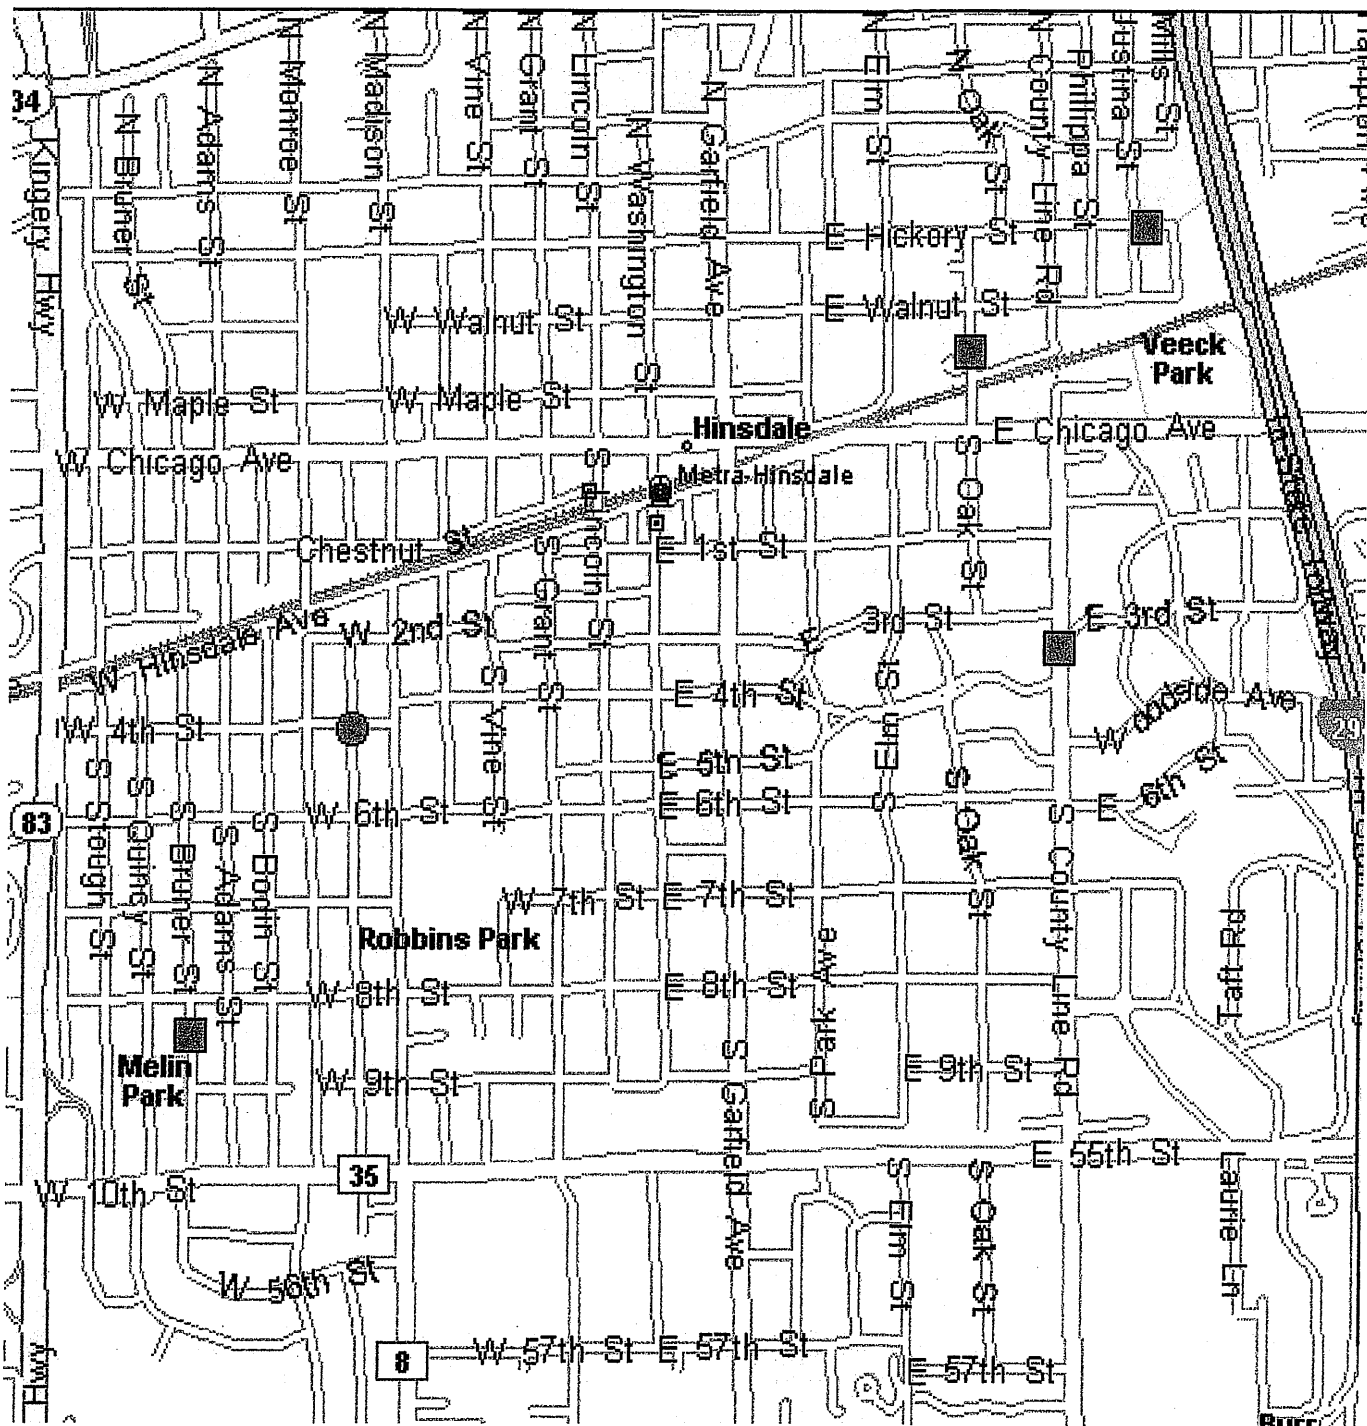 34
Kingery Hwy
N Bruner St
N Adams St
N Monroe St
N Madison St
N Vine St
N Grant St
N Lincoln St
N Washington St
N Garfield Ave
N Elm St
N Oak St
N County Line Rd
Phillippa St
Justina St
Mills St
E Hickory St
W Walnut St
E Walnut St
Veeck
Park
W Maple St
W Maple St
Hinsdale
E Chicago Ave
W Chicago Ave
Metra-Hinsdale
S Lincoln St
S Oak St
Chestnut St
E 1st St
S Grant St
W Hinsdale Ave
W 2nd St
3rd St
E 3rd St
E 4th St
W 4th St
S Vine St
S Elm St
Woodside Ave
29
E 5th St
E 6th St
W 6th St
E 6th St
83
S Stough St
S Quincy St
S Bruner St
S Adams St
S Bodin St
S Oak St
S County Line Rd
W 7th St
E 7th St
Robbins Park
S Park Ave
Taft Rd
W 8th St
E 8th St
Melin
Park
W 9th St
E 9th St
S Garfield Ave
E 55th St
35
W 10th St
S Elm St
S Oak St
Laurie Ln
W 56th St
8
W 57th St
E 57th St
E 57th St
Hwy